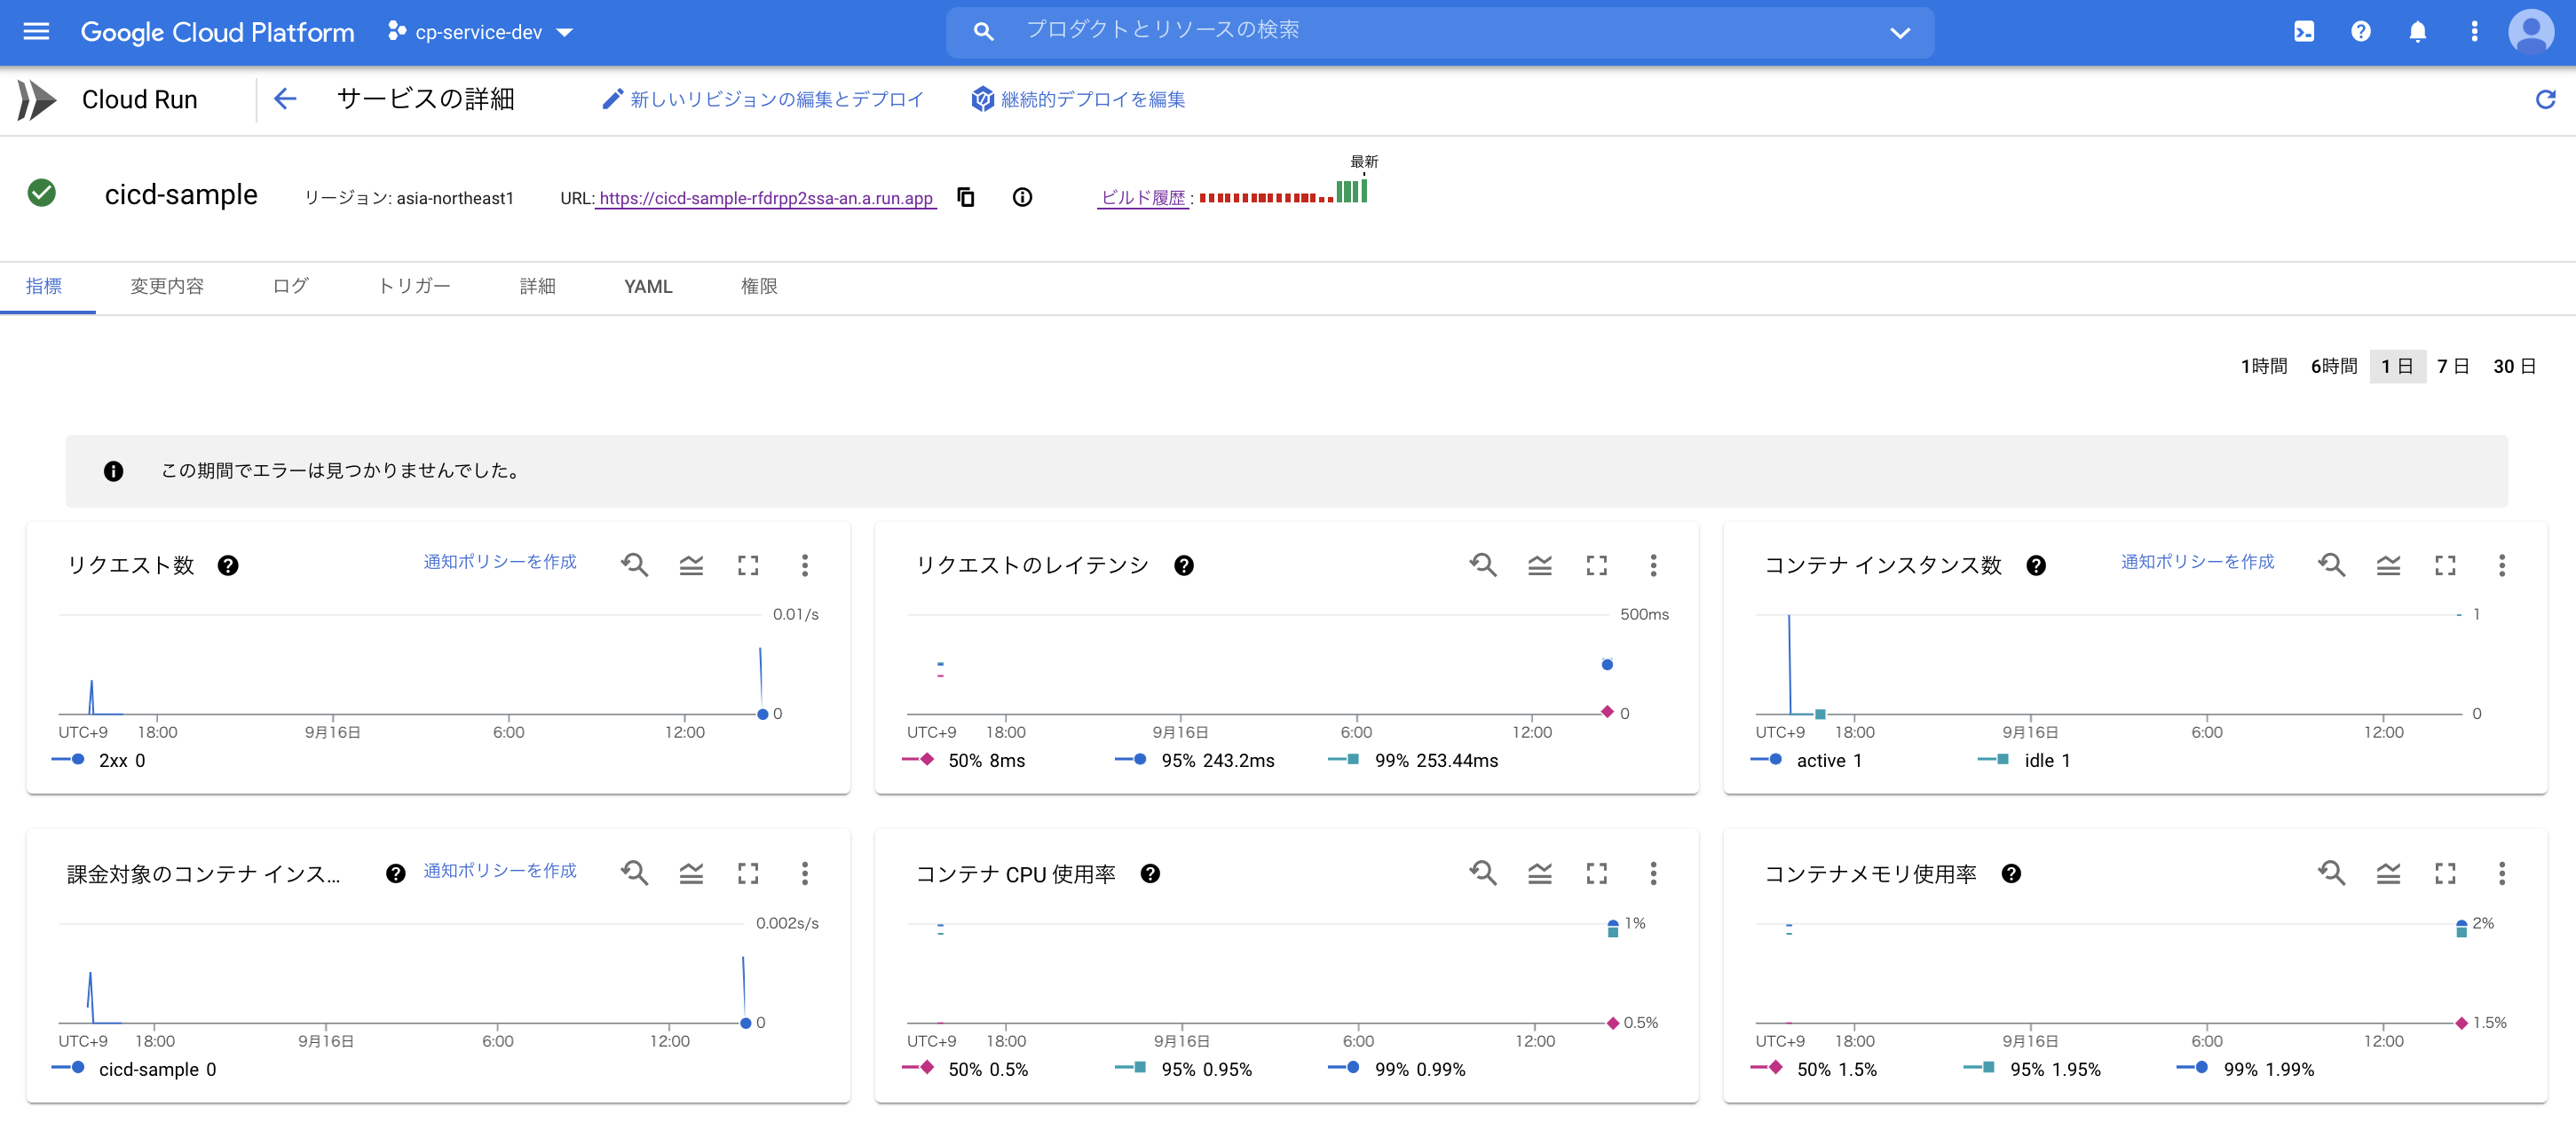 Google Cloud Platform cp-service-dev プロダクトとリソースの検索
Cloud Run サービスの詳細 新しいリビジョンの編集とデプロイ 継続的デプロイを編集
最新
cicd-sample リージョン: asia-northeast1 URL: https://cicd-sample-rfdrpp2ssa-an.a.run.app ビルド履歴 :
指標 変更内容 ログ トリガー 詳細 YAML 権限
1時間 6時間 1 日 7 日 30 日
この期間でエラーは見つかりませんでした。
リクエスト数 通知ポリシーを作成
0.01/s
0
UTC+9 18:00 9月16日 6:00 12:00
2xx 0
リクエストのレイテンシ
500ms
0
UTC+9 18:00 9月16日 6:00 12:00
50% 8ms 95% 243.2ms 99% 253.44ms
コンテナ インスタンス数 通知ポリシーを作成
1
0
UTC+9 18:00 9月16日 6:00 12:00
active 1 idle 1
課金対象のコンテナ インス... 通知ポリシーを作成
0.002s/s
0
UTC+9 18:00 9月16日 6:00 12:00
cicd-sample 0
コンテナ CPU 使用率
1%
0.5%
UTC+9 18:00 9月16日 6:00 12:00
50% 0.5% 95% 0.95% 99% 0.99%
コンテナメモリ使用率
2%
1.5%
UTC+9 18:00 9月16日 6:00 12:00
50% 1.5% 95% 1.95% 99% 1.99%